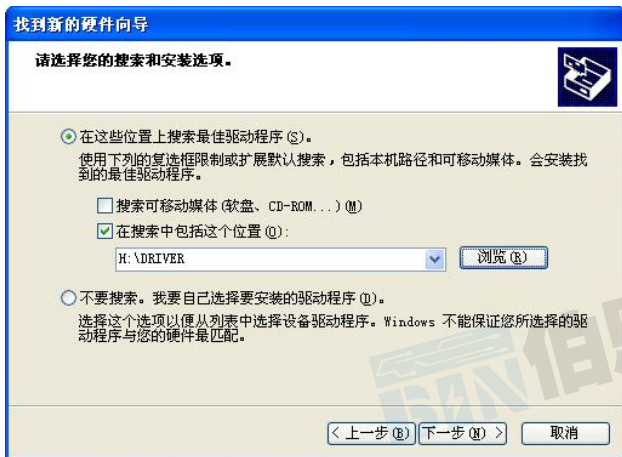 找到新的硬件向导
请选择您的搜索和安装选项。
在这些位置上搜索最佳驱动程序(S)。
使用下列的复选框限制或扩展默认搜索，包括本机路径和可移动媒体。会安装找
到的最佳驱动程序。
搜索可移动媒体(软盘、CD-ROM...)(M)
在搜索中包括这个位置(O):
H:\DRIVER
浏览(R)
不要搜索。我要自己选择要安装的驱动程序(D)。
选择这个选项以便从列表中选择设备驱动程序。Windows 不能保证您所选择的驱
动程序与您的硬件最匹配。
< 上一步(B) 下一步(N) > 取消